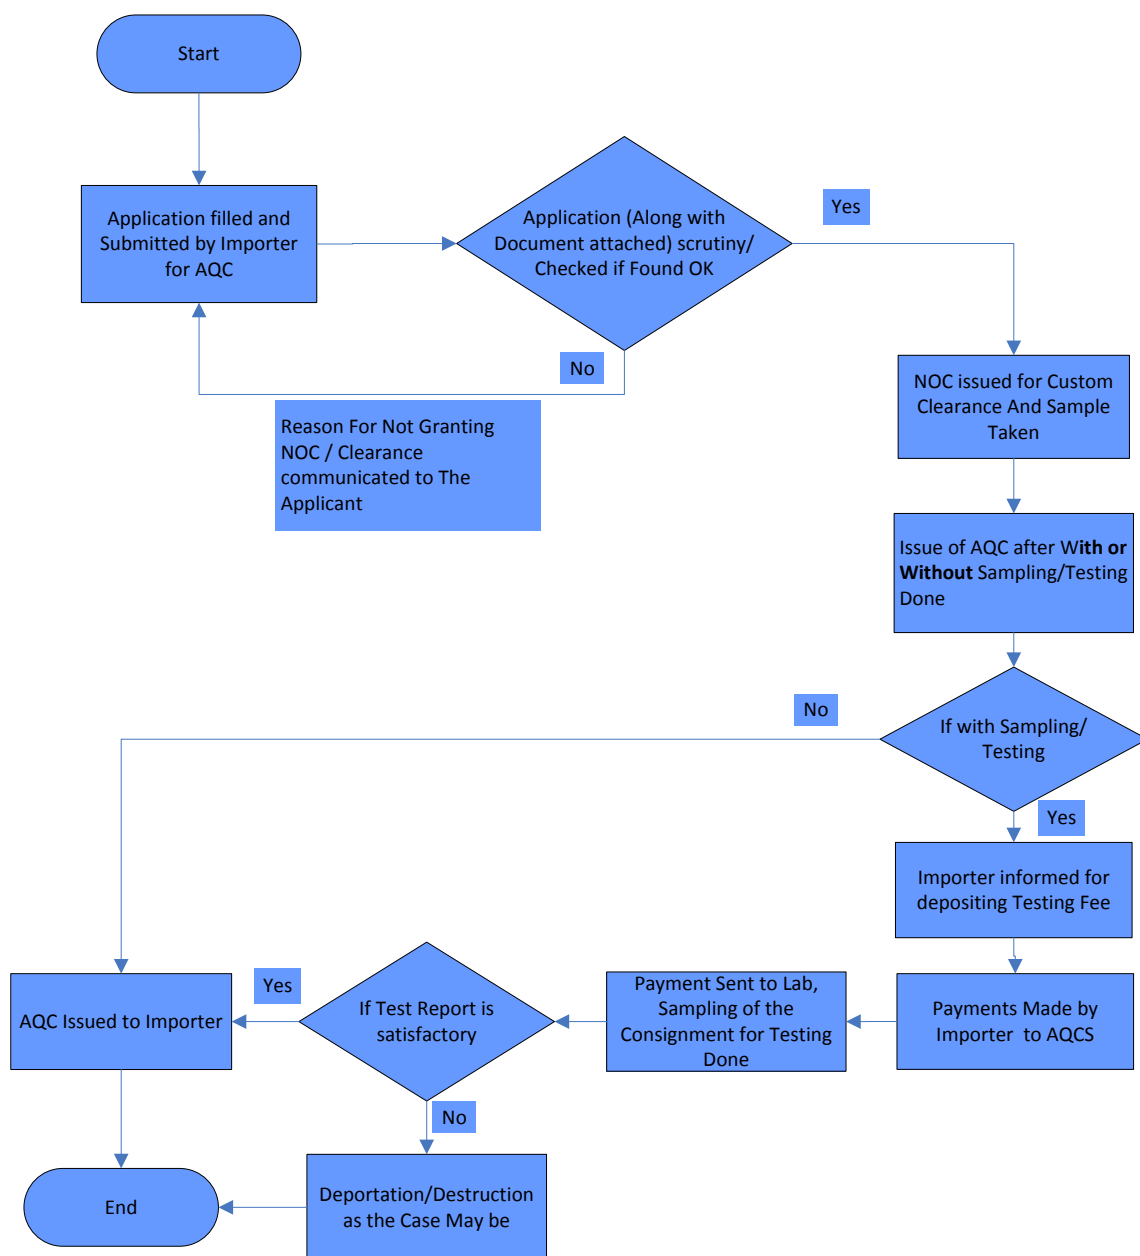 Start
Application filled and
Submitted by Importer
for AQC
Application (Along with
Document attached) scrutiny/
Checked if Found OK
Yes
No
Reason For Not Granting
NOC / Clearance
communicated to The
Applicant
NOC issued for Custom
Clearance And Sample
Taken
Issue of AQC after With or
Without Sampling/Testing
Done
If with Sampling/
Testing
No
Yes
Importer informed for
depositing Testing Fee
Payments Made by
Importer to AQCS
Payment Sent to Lab,
Sampling of the
Consignment for Testing
Done
If Test Report is
satisfactory
Yes
AQC Issued to Importer
No
Deportation/Destruction
as the Case May be
End